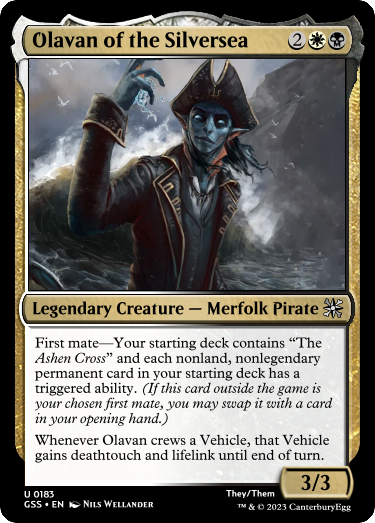 Olavan of the Silversea 2
Legendary Creature — Merfolk Pirate
First mate—Your starting deck contains “The
Ashen Cross” and each nonland, nonlegendary
permanent card in your starting deck has a
triggered ability. (If this card outside the game is
your chosen first mate, you may swap it with a card
in your opening hand.)
Whenever Olavan crews a Vehicle, that Vehicle
gains deathtouch and lifelink until end of turn.
3/3
U 0183 They/Them
GSS • EN Nils Wellander ™ & © 2023 CanterburyEgg